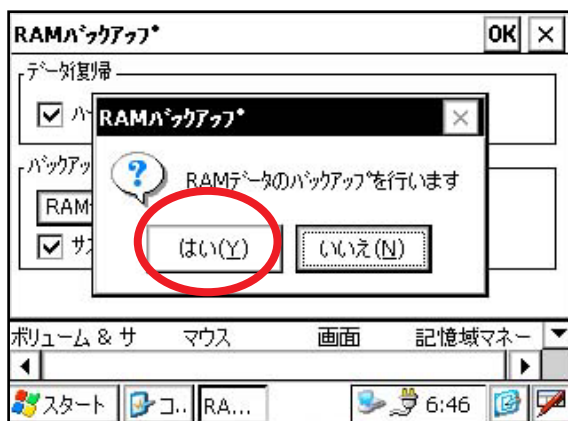 RAMバックアップ OK ×
データ復帰
RAMバックアップ ×
バックアッ
RAMデータのバックアップを行います
RAM
はい(Y) いいえ(N)
ボリューム & サ マウス 画面 記憶域マネー
スタート コ.. RA... 6:46